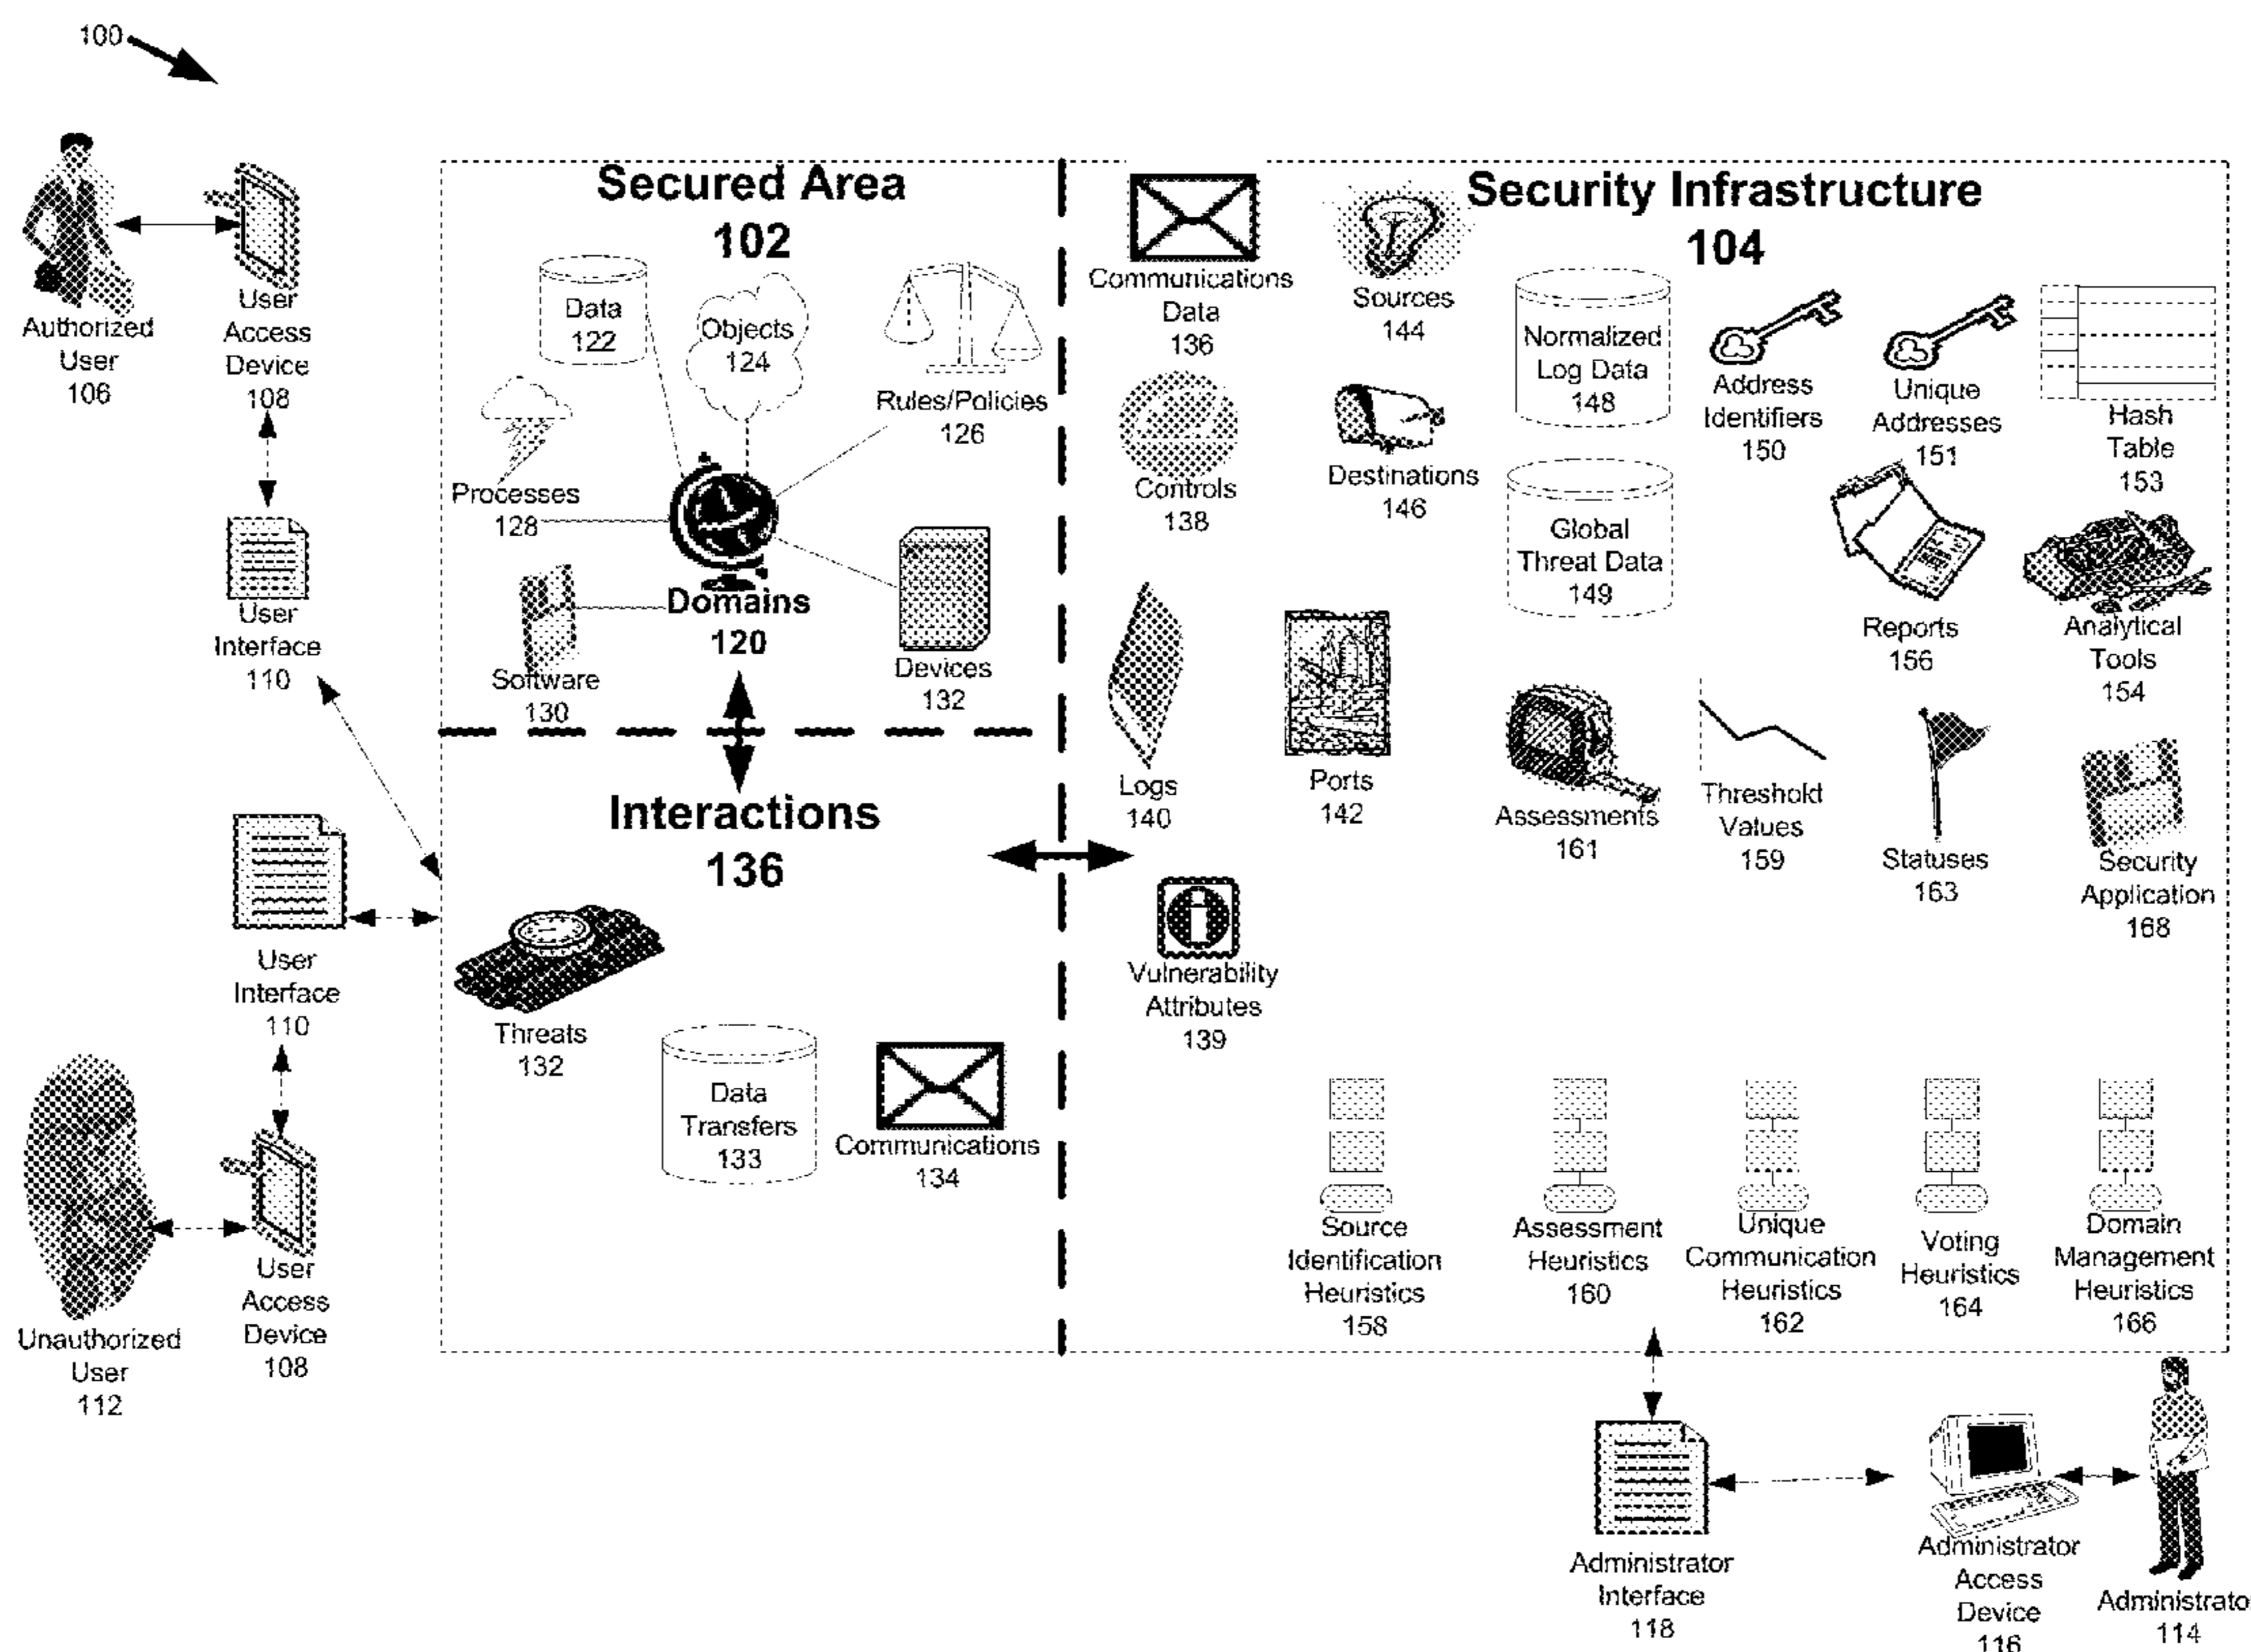 100
Authorized
User
106
User
Access
Device
108
User
Interface
110
User
Interface
110
Unauthorized
User
112
User
Access
Device
108
Secured Area
102
Data
122
Objects
124
Rules/Policies
126
Processes
128
Domains
120
Software
130
Devices
132
Interactions
136
Threats
132
Data
Transfers
133
Communications
134
Security Infrastructure
104
Communications
Data
136
Sources
144
Normalized
Log Data
148
Address
Identifiers
150
Unique
Addresses
151
Hash
Table
153
Controls
138
Destinations
146
Global
Threat Data
149
Reports
156
Analytical
Tools
154
Logs
140
Ports
142
Assessments
161
Threshold
Values
159
Statuses
163
Security
Application
168
Vulnerability
Attributes
139
Source
Identification
Heuristics
158
Assessment
Heuristics
160
Unique
Communication
Heuristics
162
Voting
Heuristics
164
Domain
Management
Heuristics
166
Administrator
Interface
118
Administrator
Access
Device
116
Administrato
114